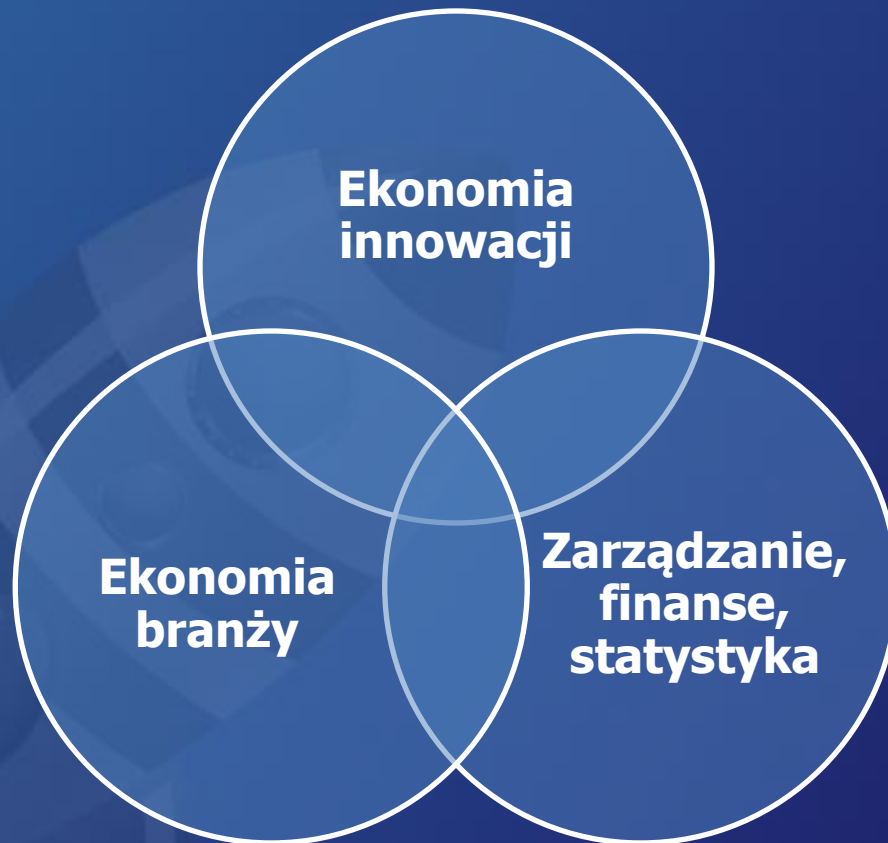 Ekonomia
innowacji
Ekonomia
branży
Zarządzanie,
finanse,
statystyka